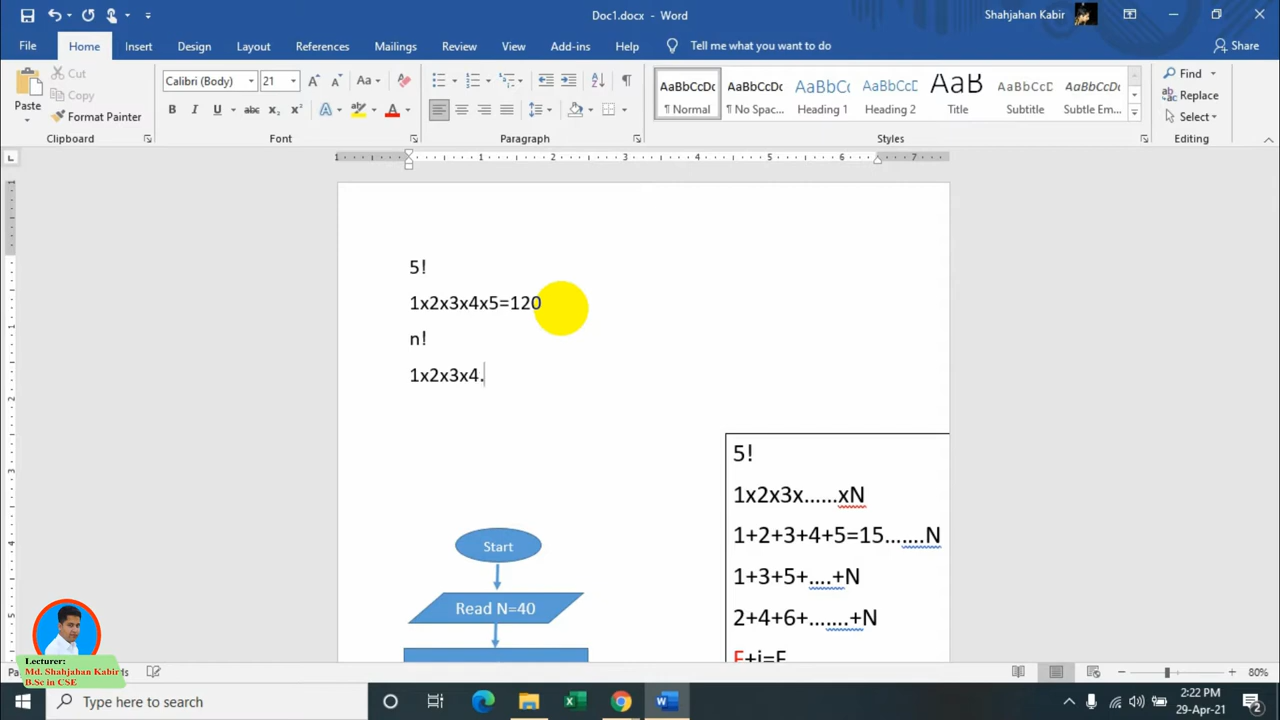 Doc1.docx - Word
Shahjahan Kabir
File Home Insert Design Layout References Mailings Review View Add-ins Help Tell me what you want to do Share
Paste
Cut
Copy
Format Painter
Clipboard
Calibri (Body) 21
Font
Paragraph
AaBbCcDc AaBbCcDc AaBbCc AaBbCcD AaB AaBbCcD AaBbCcDc
¶ Normal ¶ No Spac... Heading 1 Heading 2 Title Subtitle Subtle Em...
Styles
Find
Replace
Select
Editing
5!
1x2x3x4x5=120
n!
1x2x3x4.
5!
1x2x3x......xN
1+2+3+4+5=15.......N
1+3+5+....+N
2+4+6+.......+N
F+i=F
Start
Read N=40
Lecturer:
Md. Shahjahan Kabir
B.Sc in CSE
80%
Type here to search
2:22 PM
29-Apr-21